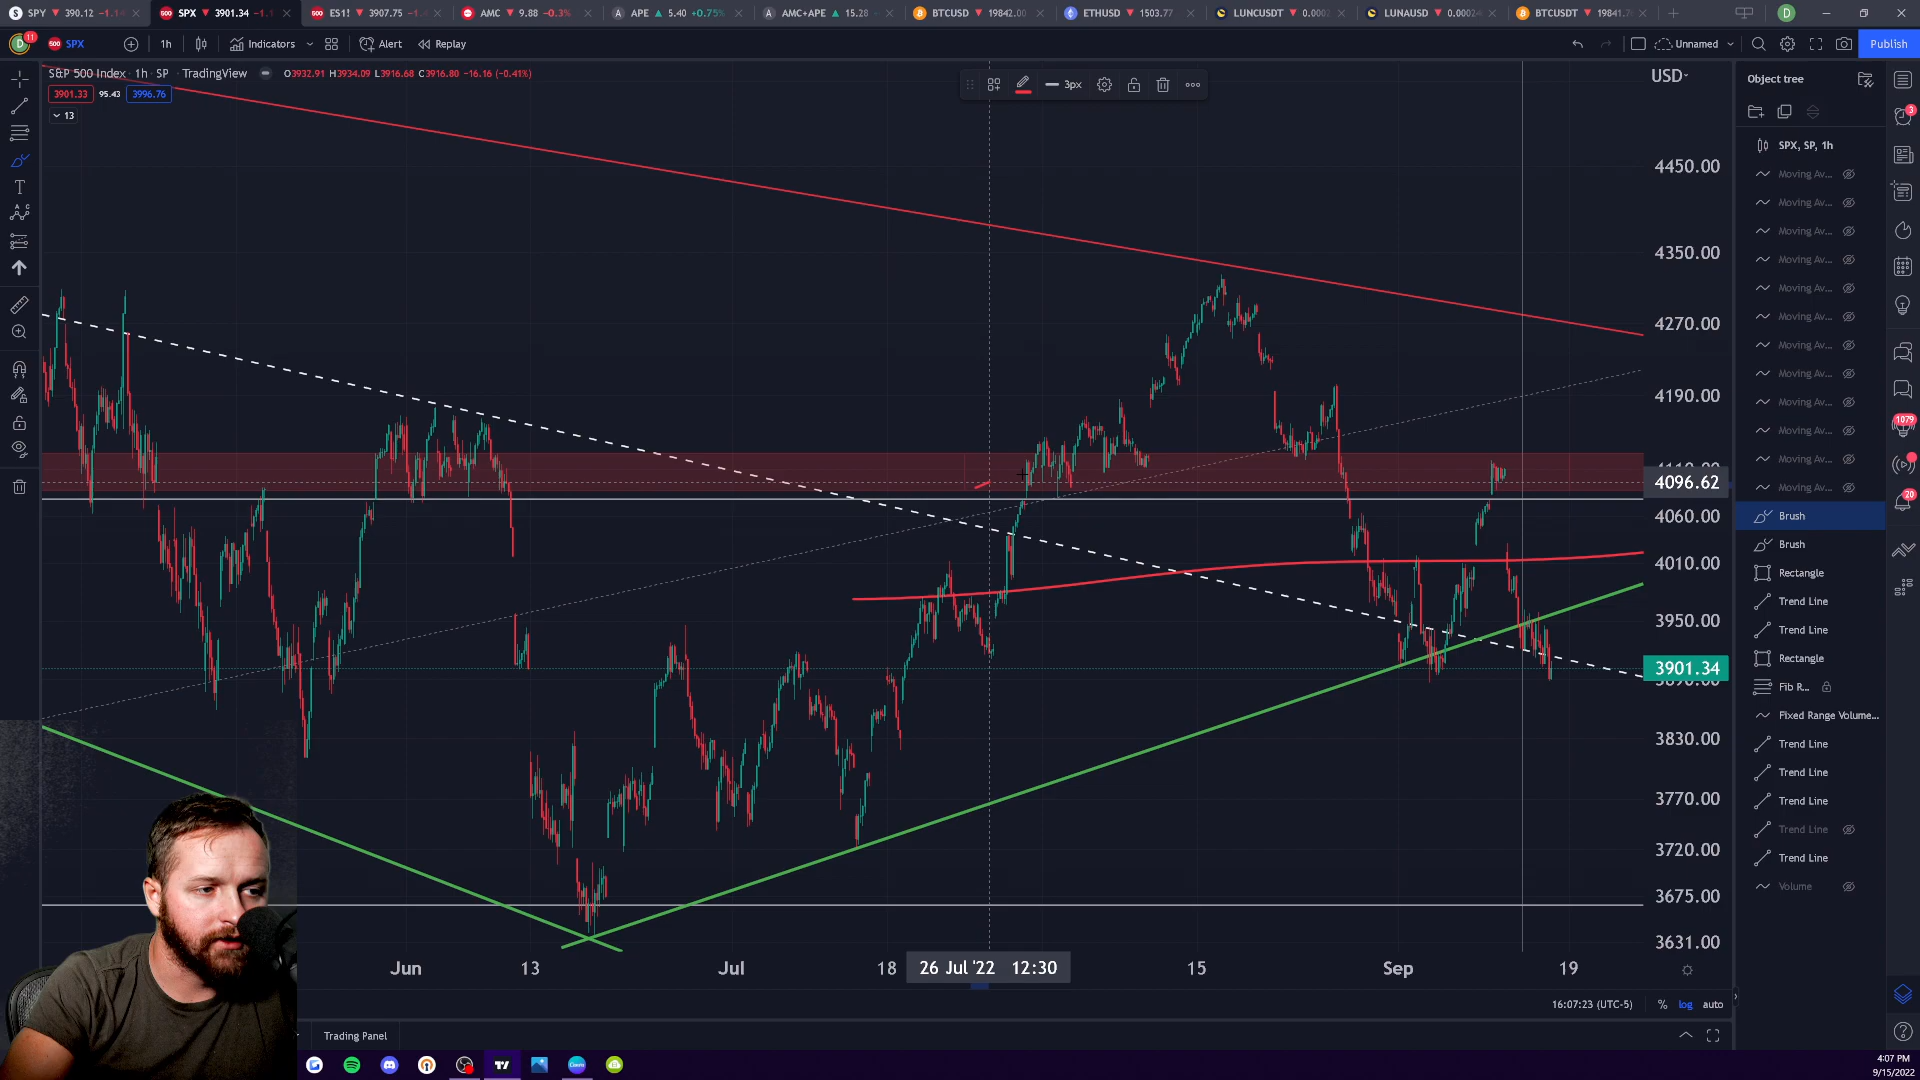 SPY ▼ 390.12 −1.1
SPX ▼ 3901.34 −1.1
ES1! ▼ 3907.75 −1.
AMC ▼ 9.88 −0.3%
APE ▲ 5.40 +0.75%
AMC+APE ▲ 15.28
BTCUSD ▼ 19842.00
ETHUSD ▼ 1503.77
LUNCUSDT ▼ 0.000
LUNAUSD ▼ 0.000
BTCUSDT ▼ 19841.
D
D 11
500 SPX
1h
Indicators
Alert
Replay
Unnamed
Publish
S&P 500 Index · 1h · SP · TradingView
O3932.91 H3934.09 L3916.68 C3916.80 −16.16 (−0.41%)
3901.33 95.43 3996.76
13
3px
USD
4450.00
4350.00
4270.00
4190.00
4096.62
4060.00
4010.00
3950.00
3901.34
3830.00
3770.00
3720.00
3675.00
3631.00
Jun
13
Jul
18
26 Jul '22 12:30
15
Sep
19
16:07:23 (UTC-5)
%
log
auto
Trading Panel
Object tree
SPX, SP, 1h
Moving Av...
Moving Av...
Moving Av...
Moving Av...
Moving Av...
Moving Av...
Moving Av...
Moving Av...
Moving Av...
Moving Av...
Moving Av...
Moving Av...
Brush
Brush
Rectangle
Trend Line
Trend Line
Rectangle
Fib R...
Fixed Range Volume...
Trend Line
Trend Line
Trend Line
Trend Line
Trend Line
Volume
3
1079
20
4:07 PM
9/15/2022